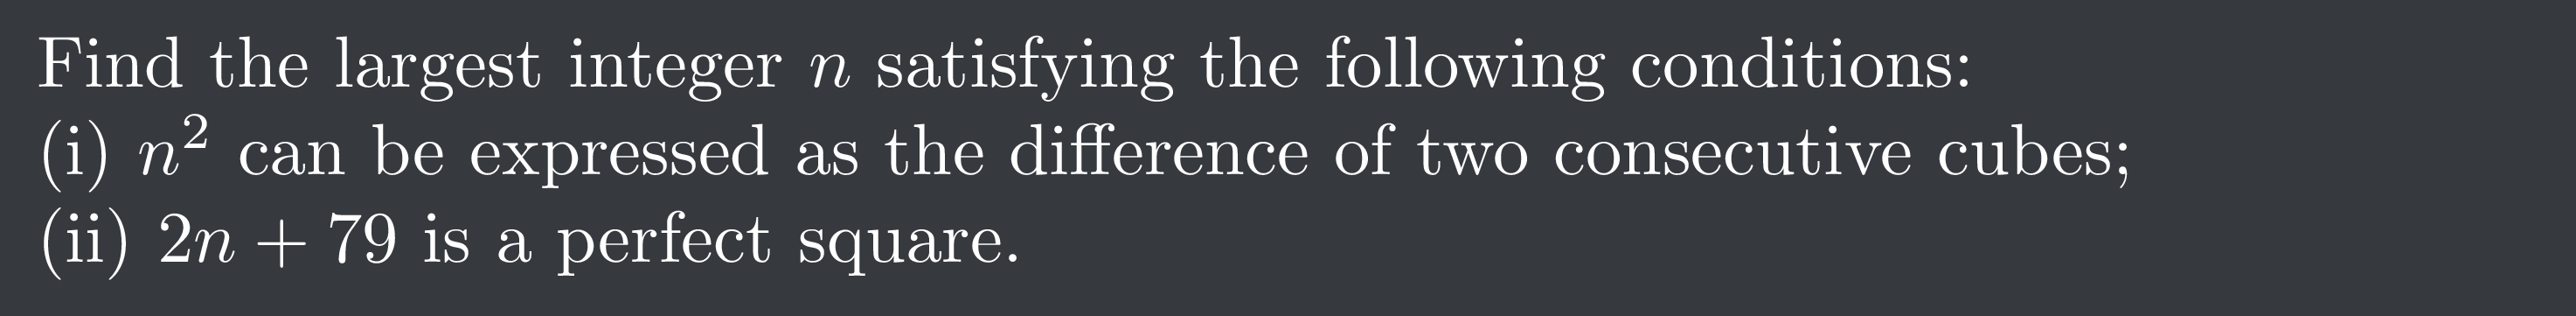 Find the largest integer n satisfying the following conditions:
(i) n² can be expressed as the difference of two consecutive cubes;
(ii) 2n + 79 is a perfect square.